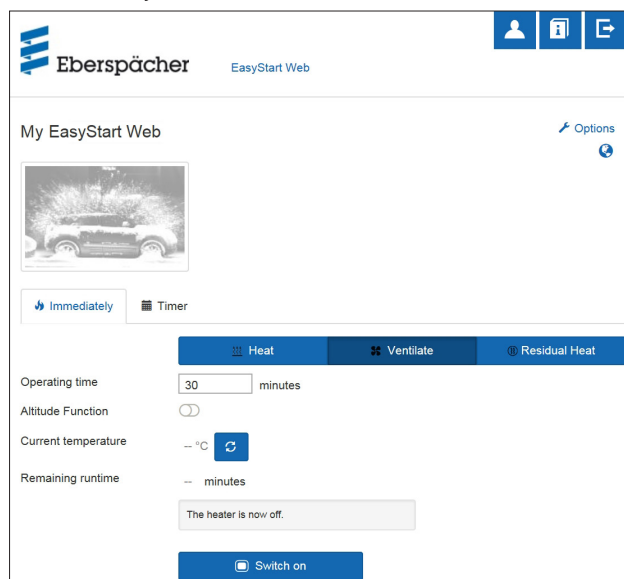 Eberspächer
EasyStart Web
My EasyStart Web
Options
Immediately
Timer
Heat
Ventilate
Residual Heat
Operating time
30 minutes
Altitude Function
Current temperature
-- °C
Remaining runtime
-- minutes
The heater is now off.
Switch on